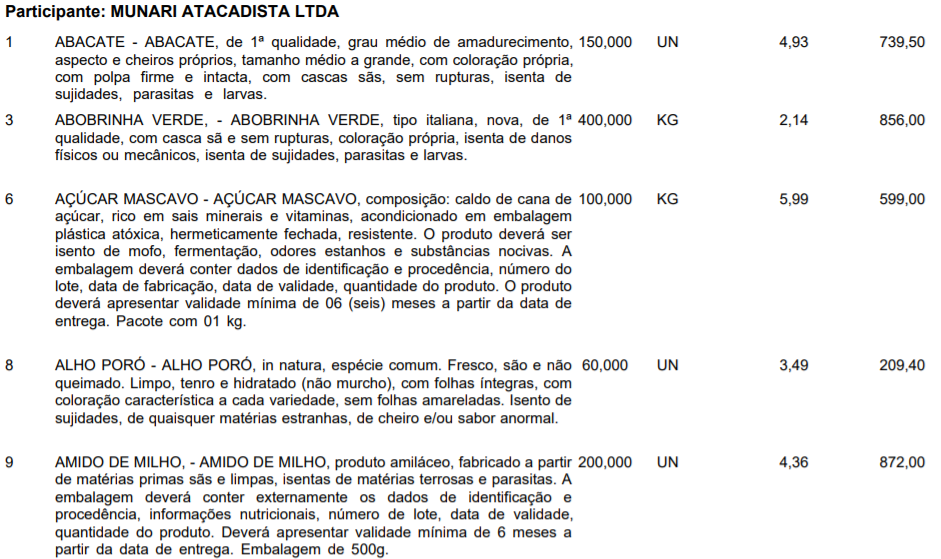 Participante: MUNARI ATACADISTA LTDA
1 ABACATE - ABACATE, de 1ª qualidade, grau médio de amadurecimento, 150,000 UN 4,93 739,50
aspecto e cheiros próprios, tamanho médio a grande, com coloração própria,
com polpa firme e intacta, com cascas sãs, sem rupturas, isenta de
sujidades, parasitas e larvas.
3 ABOBRINHA VERDE, - ABOBRINHA VERDE, tipo italiana, nova, de 1ª 400,000 KG 2,14 856,00
qualidade, com casca sã e sem rupturas, coloração própria, isenta de danos
físicos ou mecânicos, isenta de sujidades, parasitas e larvas.
6 AÇÚCAR MASCAVO - AÇÚCAR MASCAVO, composição: caldo de cana de 100,000 KG 5,99 599,00
açúcar, rico em sais minerais e vitaminas, acondicionado em embalagem
plástica atóxica, hermeticamente fechada, resistente. O produto deverá ser
isento de mofo, fermentação, odores estanhos e substâncias nocivas. A
embalagem deverá conter dados de identificação e procedência, número do
lote, data de fabricação, data de validade, quantidade do produto. O produto
deverá apresentar validade mínima de 06 (seis) meses a partir da data de
entrega. Pacote com 01 kg.
8 ALHO PORÓ - ALHO PORÓ, in natura, espécie comum. Fresco, são e não 60,000 UN 3,49 209,40
queimado. Limpo, tenro e hidratado (não murcho), com folhas íntegras, com
coloração característica a cada variedade, sem folhas amareladas. Isento de
sujidades, de quaisquer matérias estranhas, de cheiro e/ou sabor anormal.
9 AMIDO DE MILHO, - AMIDO DE MILHO, produto amiláceo, fabricado a partir 200,000 UN 4,36 872,00
de matérias primas sãs e limpas, isentas de matérias terrosas e parasitas. A
embalagem deverá conter externamente os dados de identificação e
procedência, informações nutricionais, número de lote, data de validade,
quantidade do produto. Deverá apresentar validade mínima de 6 meses a
partir da data de entrega. Embalagem de 500g.